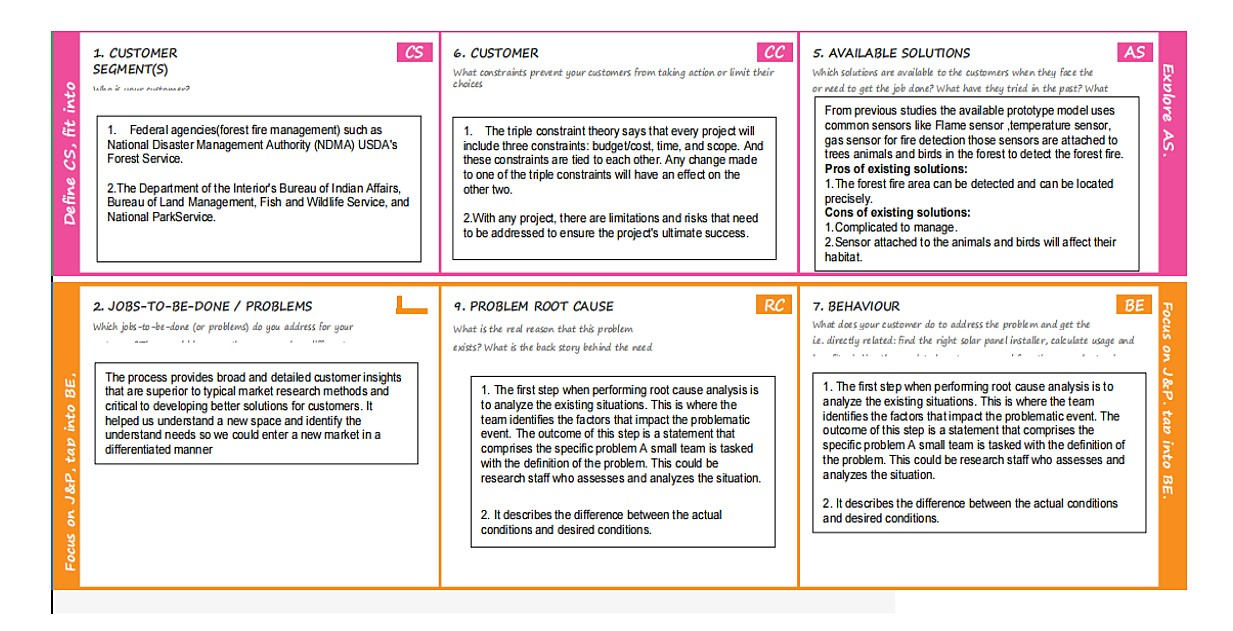 Define CS, fit into
1. CUSTOMER
SEGMENT(S)
CS
Who is your customer?
1. Federal agencies(forest fire management) such as
National Disaster Management Authority (NDMA) USDA's
Forest Service.
2.The Department of the Interior's Bureau of Indian Affairs,
Bureau of Land Management, Fish and Wildlife Service, and
National ParkService.
6. CUSTOMER
CC
What constraints prevent your customers from taking action or limit their
choices
1. The triple constraint theory says that every project will
include three constraints: budget/cost, time, and scope. And
these constraints are tied to each other. Any change made
to one of the triple constraints will have an effect on the
other two.
2.With any project, there are limitations and risks that need
to be addressed to ensure the project's ultimate success.
5. AVAILABLE SOLUTIONS
AS
Which solutions are available to the customers when they face the
or need to get the job done? What have they tried in the past? What
From previous studies the available prototype model uses
common sensors like Flame sensor ,temperature sensor,
gas sensor for fire detection those sensors are attached to
trees animals and birds in the forest to detect the forest fire.
Pros of existing solutions:
1.The forest fire area can be detected and can be located
precisely.
Cons of existing solutions:
1.Complicated to manage.
2.Sensor attached to the animals and birds will affect their
habitat.
Explore AS.
Focus on J&P, tap into BE,
2. JOBS-TO-BE-DONE / PROBLEMS
Which jobs-to-be-done (or problems) do you address for your
The process provides broad and detailed customer insights
that are superior to typical market research methods and
critical to developing better solutions for customers. It
helped us understand a new space and identify the
understand needs so we could enter a new market in a
differentiated manner
9. PROBLEM ROOT CAUSE
RC
What is the real reason that this problem
exists? What is the back story behind the need
1. The first step when performing root cause analysis is
to analyze the existing situations. This is where the
team identifies the factors that impact the problematic
event. The outcome of this step is a statement that
comprises the specific problem A small team is tasked
with the definition of the problem. This could be
research staff who assesses and analyzes the situation.
2. It describes the difference between the actual
conditions and desired conditions.
7. BEHAVIOUR
BE
What does your customer do to address the problem and get the
i.e. directly related: find the right solar panel installer, calculate usage and
1. The first step when performing root cause analysis is to
analyze the existing situations. This is where the team
identifies the factors that impact the problematic event. The
outcome of this step is a statement that comprises the
specific problem A small team is tasked with the definition of
the problem. This could be research staff who assesses and
analyzes the situation.
2. It describes the difference between the actual conditions
and desired conditions.
Focus on J&P, tap into BE.